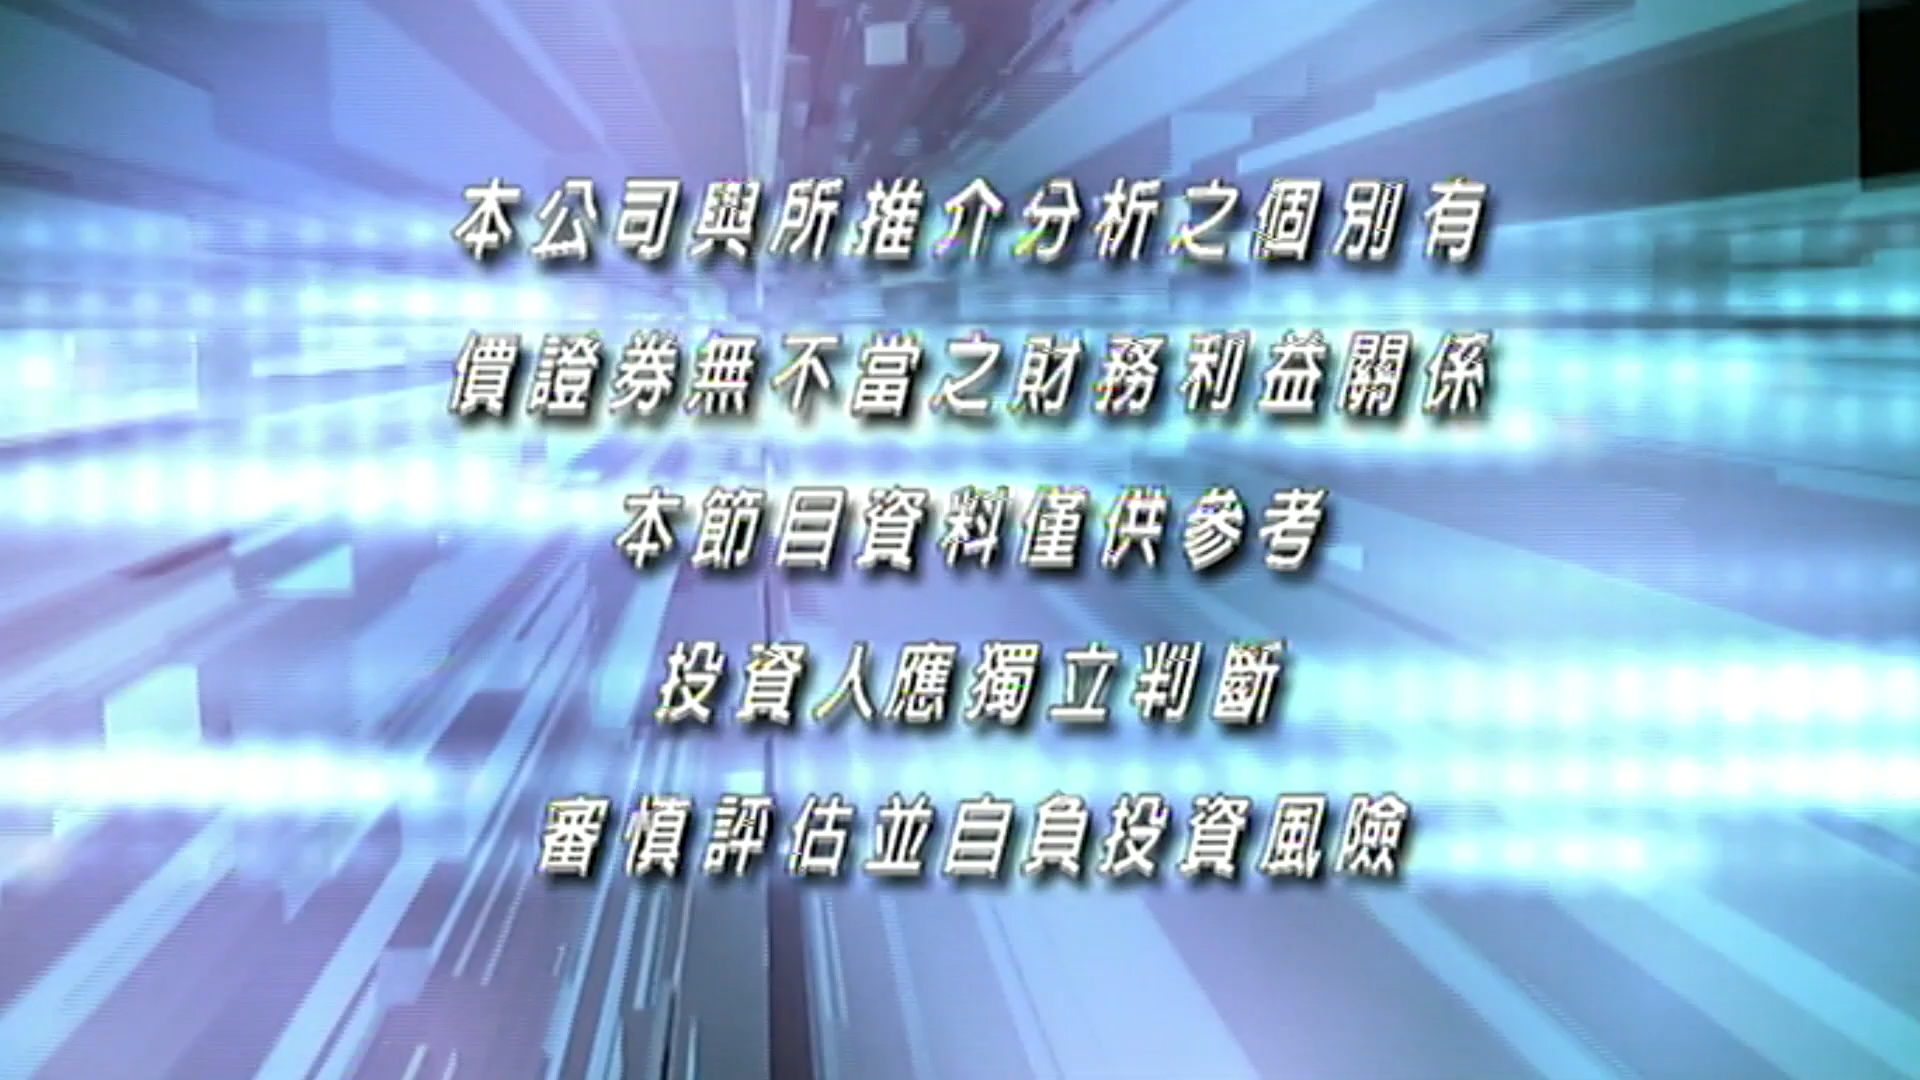 本公司與所推介分析之個別有
價證券無不當之財務利益關係
本節目資料僅供參考
投資人應獨立判斷
審慎評估並自負投資風險